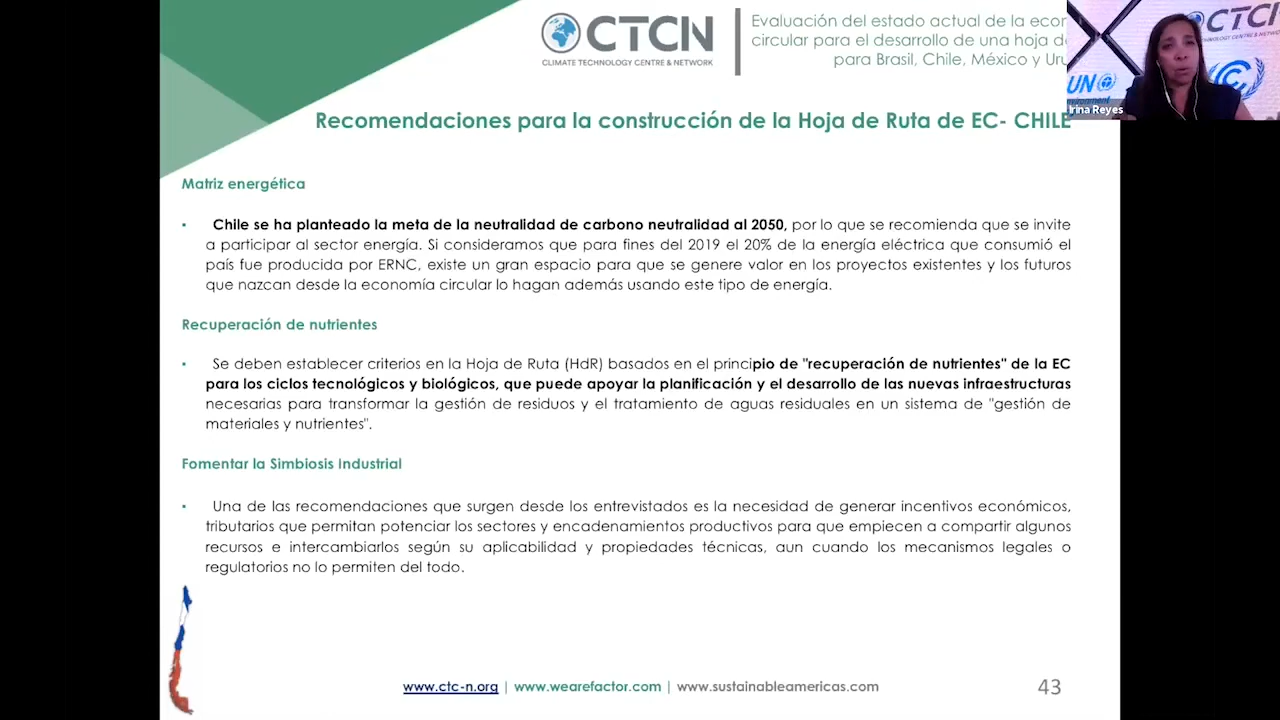 CTCN
CLIMATE TECHNOLOGY CENTRE & NETWORK
Evaluación del estado actual de la econ
circular para el desarrollo de una hoja d
para Brasil, Chile, México y Uru
CTCN
UN
environment
Irina Reyes
Recomendaciones para la construcción de la Hoja de Ruta de EC- CHILE
Matriz energética
▪ Chile se ha planteado la meta de la neutralidad de carbono neutralidad al 2050, por lo que se recomienda que se invite
a participar al sector energía. Si consideramos que para fines del 2019 el 20% de la energía eléctrica que consumió el
país fue producida por ERNC, existe un gran espacio para que se genere valor en los proyectos existentes y los futuros
que nazcan desde la economía circular lo hagan además usando este tipo de energía.
Recuperación de nutrientes
▪ Se deben establecer criterios en la Hoja de Ruta (HdR) basados en el principio de "recuperación de nutrientes" de la EC
para los ciclos tecnológicos y biológicos, que puede apoyar la planificación y el desarrollo de las nuevas infraestructuras
necesarias para transformar la gestión de residuos y el tratamiento de aguas residuales en un sistema de "gestión de
materiales y nutrientes".
Fomentar la Simbiosis Industrial
▪ Una de las recomendaciones que surgen desde los entrevistados es la necesidad de generar incentivos económicos,
tributarios que permitan potenciar los sectores y encadenamientos productivos para que empiecen a compartir algunos
recursos e intercambiarlos según su aplicabilidad y propiedades técnicas, aun cuando los mecanismos legales o
regulatorios no lo permiten del todo.
www.ctc-n.org | www.wearefactor.com | www.sustainableamericas.com
43